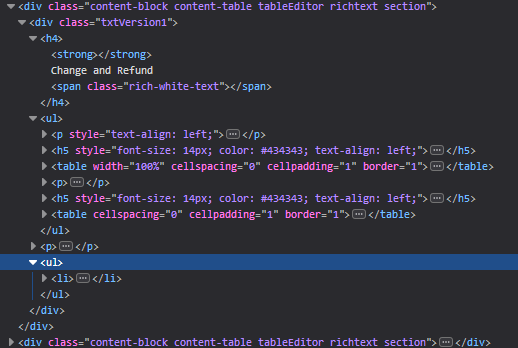 <div class="content-block content-table tableEditor richtext section">
<div class="txtVersion1">
<h4>
<strong></strong>
Change and Refund
<span class="rich-white-text"></span>
</h4>
<ul>
<p style="text-align: left;">…</p>
<h5 style="font-size: 14px; color: #434343; text-align: left;">…</h5>
<table width="100%" cellspacing="0" cellpadding="1" border="1">…</table>
<p>…</p>
<h5 style="font-size: 14px; color: #434343; text-align: left;">…</h5>
<table cellspacing="0" cellpadding="1" border="1">…</table>
</ul>
<p>…</p>
<ul>
<li>…</li>
</ul>
</div>
</div>
<div class="content-block content-table tableEditor richtext section">…</div>